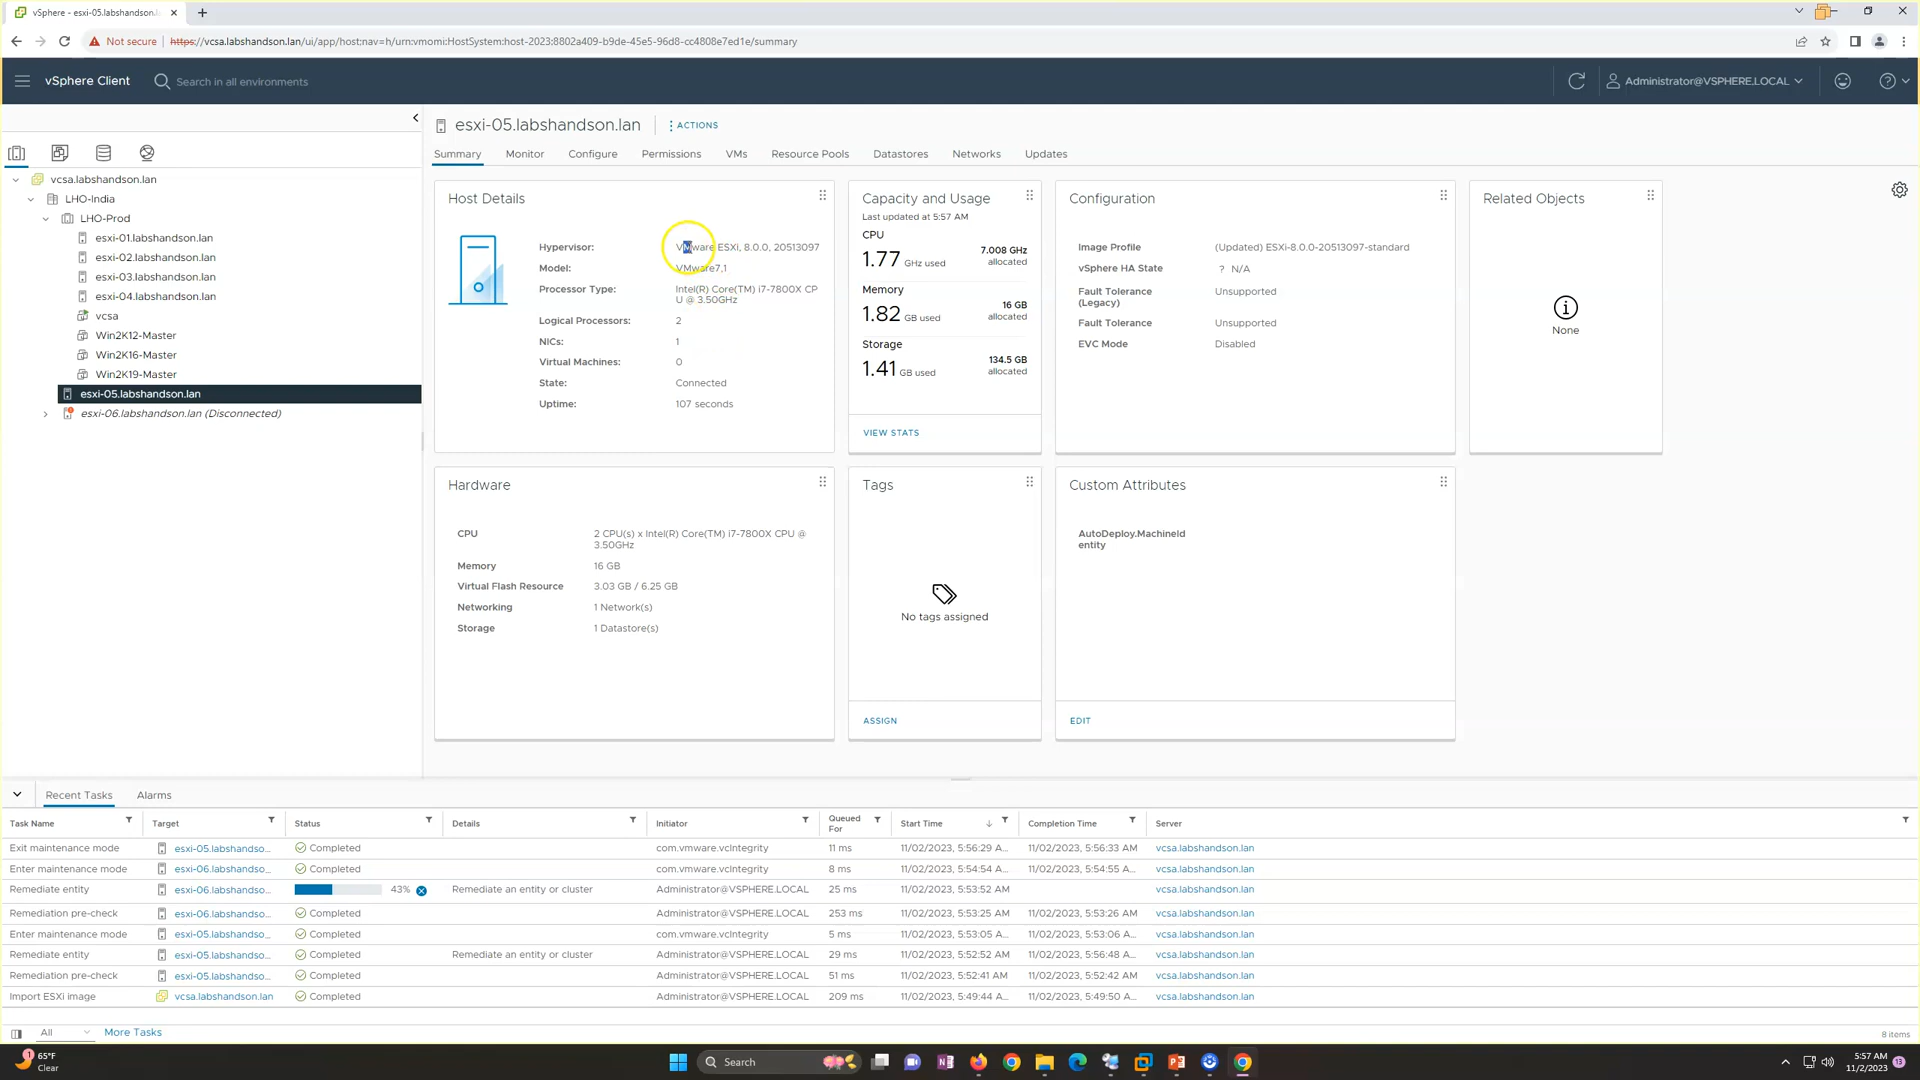 vSphere - esxi-05.labshandson.lan
Not secure https://vcsa.labshandson.lan/ui/app/host;nav=h/urn:vmomi:HostSystem:host-2023:8802a409-b9de-45e5-96d8-cc4808e7ed1e/summary
vSphere Client
Search in all environments
Administrator@VSPHERE.LOCAL
vcsa.labshandson.lan
LHO-India
LHO-Prod
esxi-01.labshandson.lan
esxi-02.labshandson.lan
esxi-03.labshandson.lan
esxi-04.labshandson.lan
vcsa
Win2K12-Master
Win2K16-Master
Win2K19-Master
esxi-05.labshandson.lan
esxi-06.labshandson.lan (Disconnected)
esxi-05.labshandson.lan ACTIONS
Summary Monitor Configure Permissions VMs Resource Pools Datastores Networks Updates
Host Details
Hypervisor: VMware ESXi, 8.0.0, 20513097
Model: VMware7,1
Processor Type: Intel(R) Core(TM) i7-7800X CP
U @ 3.50GHz
Logical Processors: 2
NICs: 1
Virtual Machines: 0
State: Connected
Uptime: 107 seconds
Capacity and Usage
Last updated at 5:57 AM
CPU
1.77 GHz used 7.008 GHz allocated
Memory
1.82 GB used 16 GB allocated
Storage
1.41 GB used 134.5 GB allocated
VIEW STATS
Configuration
Image Profile (Updated) ESXi-8.0.0-20513097-standard
vSphere HA State ? N/A
Fault Tolerance (Legacy) Unsupported
Fault Tolerance Unsupported
EVC Mode Disabled
Related Objects
None
Hardware
CPU 2 CPU(s) x Intel(R) Core(TM) i7-7800X CPU @
3.50GHz
Memory 16 GB
Virtual Flash Resource 3.03 GB / 6.25 GB
Networking 1 Network(s)
Storage 1 Datastore(s)
Tags
No tags assigned
ASSIGN
Custom Attributes
AutoDeploy.MachineId
entity
EDIT
Recent Tasks Alarms
Task Name Target Status Details Initiator Queued For Start Time Completion Time Server
Exit maintenance mode esxi-05.labshandso... Completed com.vmware.vcIntegrity 11 ms 11/02/2023, 5:56:29 A... 11/02/2023, 5:56:33 AM vcsa.labshandson.lan
Enter maintenance mode esxi-06.labshandso... Completed com.vmware.vcIntegrity 8 ms 11/02/2023, 5:54:54 A... 11/02/2023, 5:54:55 AM vcsa.labshandson.lan
Remediate entity esxi-06.labshandso... 43% Remediate an entity or cluster Administrator@VSPHERE.LOCAL 25 ms 11/02/2023, 5:53:52 AM vcsa.labshandson.lan
Remediation pre-check esxi-06.labshandso... Completed Administrator@VSPHERE.LOCAL 253 ms 11/02/2023, 5:53:25 AM 11/02/2023, 5:53:26 AM vcsa.labshandson.lan
Enter maintenance mode esxi-05.labshandso... Completed com.vmware.vcIntegrity 5 ms 11/02/2023, 5:53:05 AM 11/02/2023, 5:53:06 AM vcsa.labshandson.lan
Remediate entity esxi-05.labshandso... Completed Remediate an entity or cluster Administrator@VSPHERE.LOCAL 29 ms 11/02/2023, 5:52:52 AM 11/02/2023, 5:56:48 AM vcsa.labshandson.lan
Remediation pre-check esxi-05.labshandso... Completed Administrator@VSPHERE.LOCAL 51 ms 11/02/2023, 5:52:41 AM 11/02/2023, 5:52:42 AM vcsa.labshandson.lan
Import ESXi image vcsa.labshandson.lan Completed Administrator@VSPHERE.LOCAL 209 ms 11/02/2023, 5:49:44 A... 11/02/2023, 5:49:50 AM vcsa.labshandson.lan
All More Tasks 8 items
1 65°F
Clear
Search
5:57 AM
11/2/2023
13